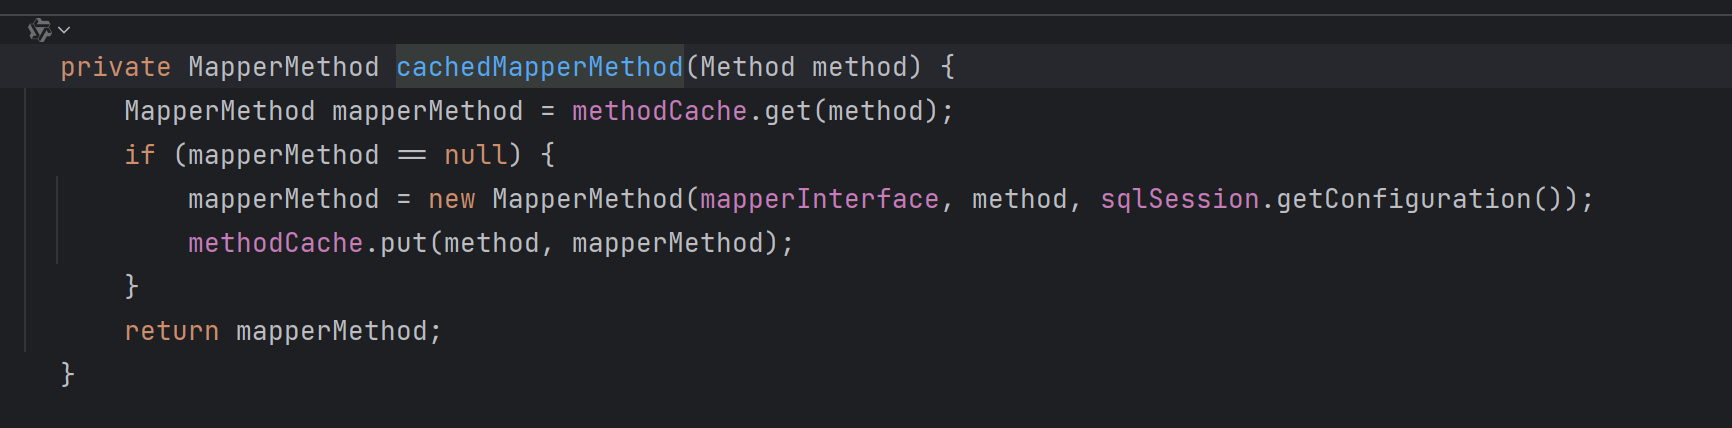 private MapperMethod cachedMapperMethod(Method method) {
MapperMethod mapperMethod = methodCache.get(method);
if (mapperMethod == null) {
mapperMethod = new MapperMethod(mapperInterface, method, sqlSession.getConfiguration());
methodCache.put(method, mapperMethod);
}
return mapperMethod;
}